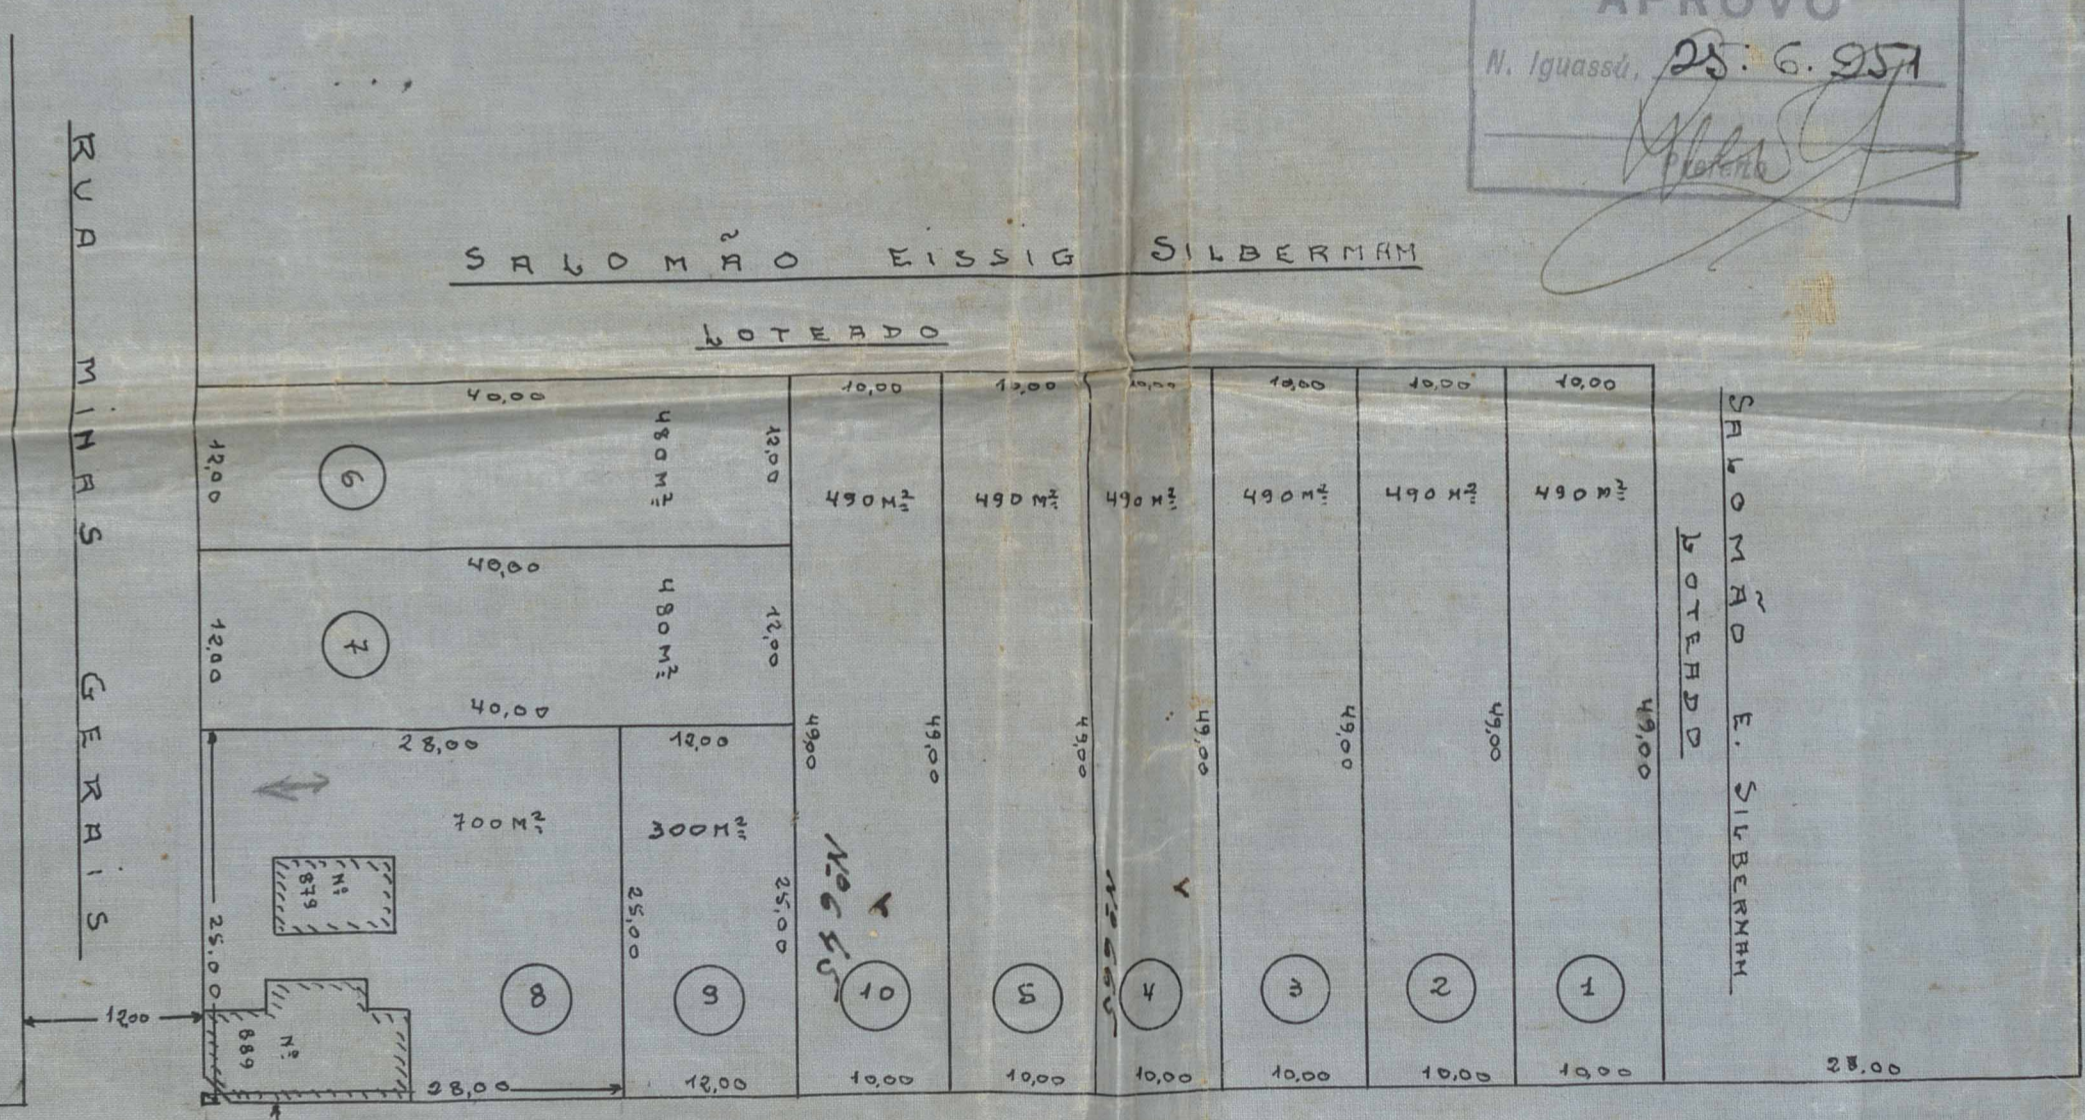 APROVO
N. Iguassú, 25. 6. 951
Prefeito
RUA MINAS GERAIS
SALOMÃO EISSIG SILBERMAM
LOTEADO
40,00
12,00
6
480 M²
12,00
40,00
12,00
7
480 M²
12,00
40,00
10,00
10,00
10,00
10,00
10,00
10,00
490 M²
490 M²
490 M²
490 M²
490 M²
490 M²
49,00
49,00
49,00
49,00
49,00
49,00
49,00
SALOMÃO E. SILBERMAM
LOTEADO
28,00
12,00
700 M²
300 M²
Nº
879
25,00
25,00
25,00
Nº 6665
8
9
10
5
4
3
2
1
12 00
Nº
889
28,00
12,00
10,00
10,00
10,00
10,00
10,00
10,00